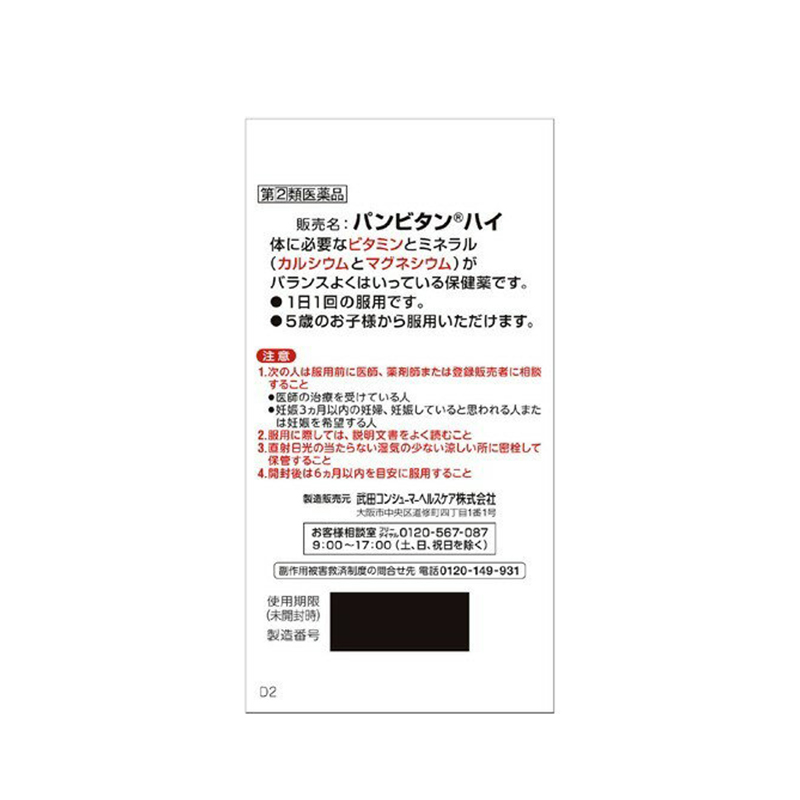 第②類医薬品
販売名：パンビタン®ハイ
体に必要なビタミンとミネラル
（カルシウムとマグネシウム）が
バランスよくはいっている保健薬です。
●1日1回の服用です。
●5歳のお子様から服用いただけます。
注意
1.次の人は服用前に医師、薬剤師または登録販売者に相談
すること
●医師の治療を受けている人
●妊娠3ヵ月以内の妊婦、妊娠していると思われる人また
は妊娠を希望する人
2.服用に際しては、説明文書をよく読むこと
3.直射日光の当たらない湿気の少ない涼しい所に密栓して
保管すること
4.開封後は6ヵ月以内を目安に服用すること
製造販売元 武田コンシューマーヘルスケア株式会社
大阪市中央区道修町四丁目1番1号
お客様相談室 フリーダイヤル 0120-567-087
9:00〜17:00（土、日、祝日を除く）
副作用被害救済制度の問合せ先 電話0120-149-931
使用期限
（未開封時）
製造番号
D2